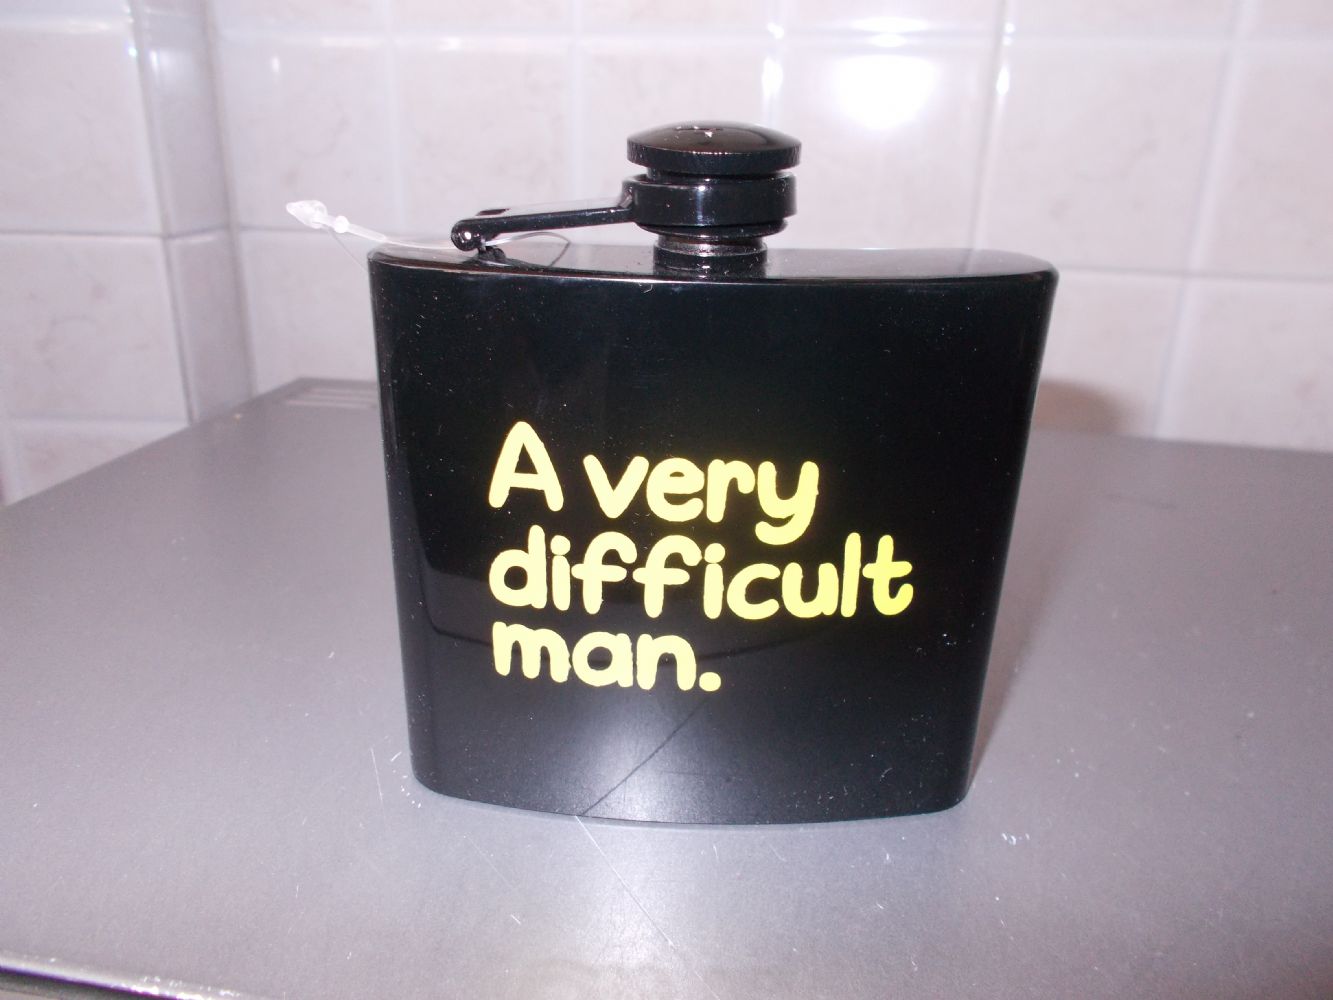 A very
difficult
man.